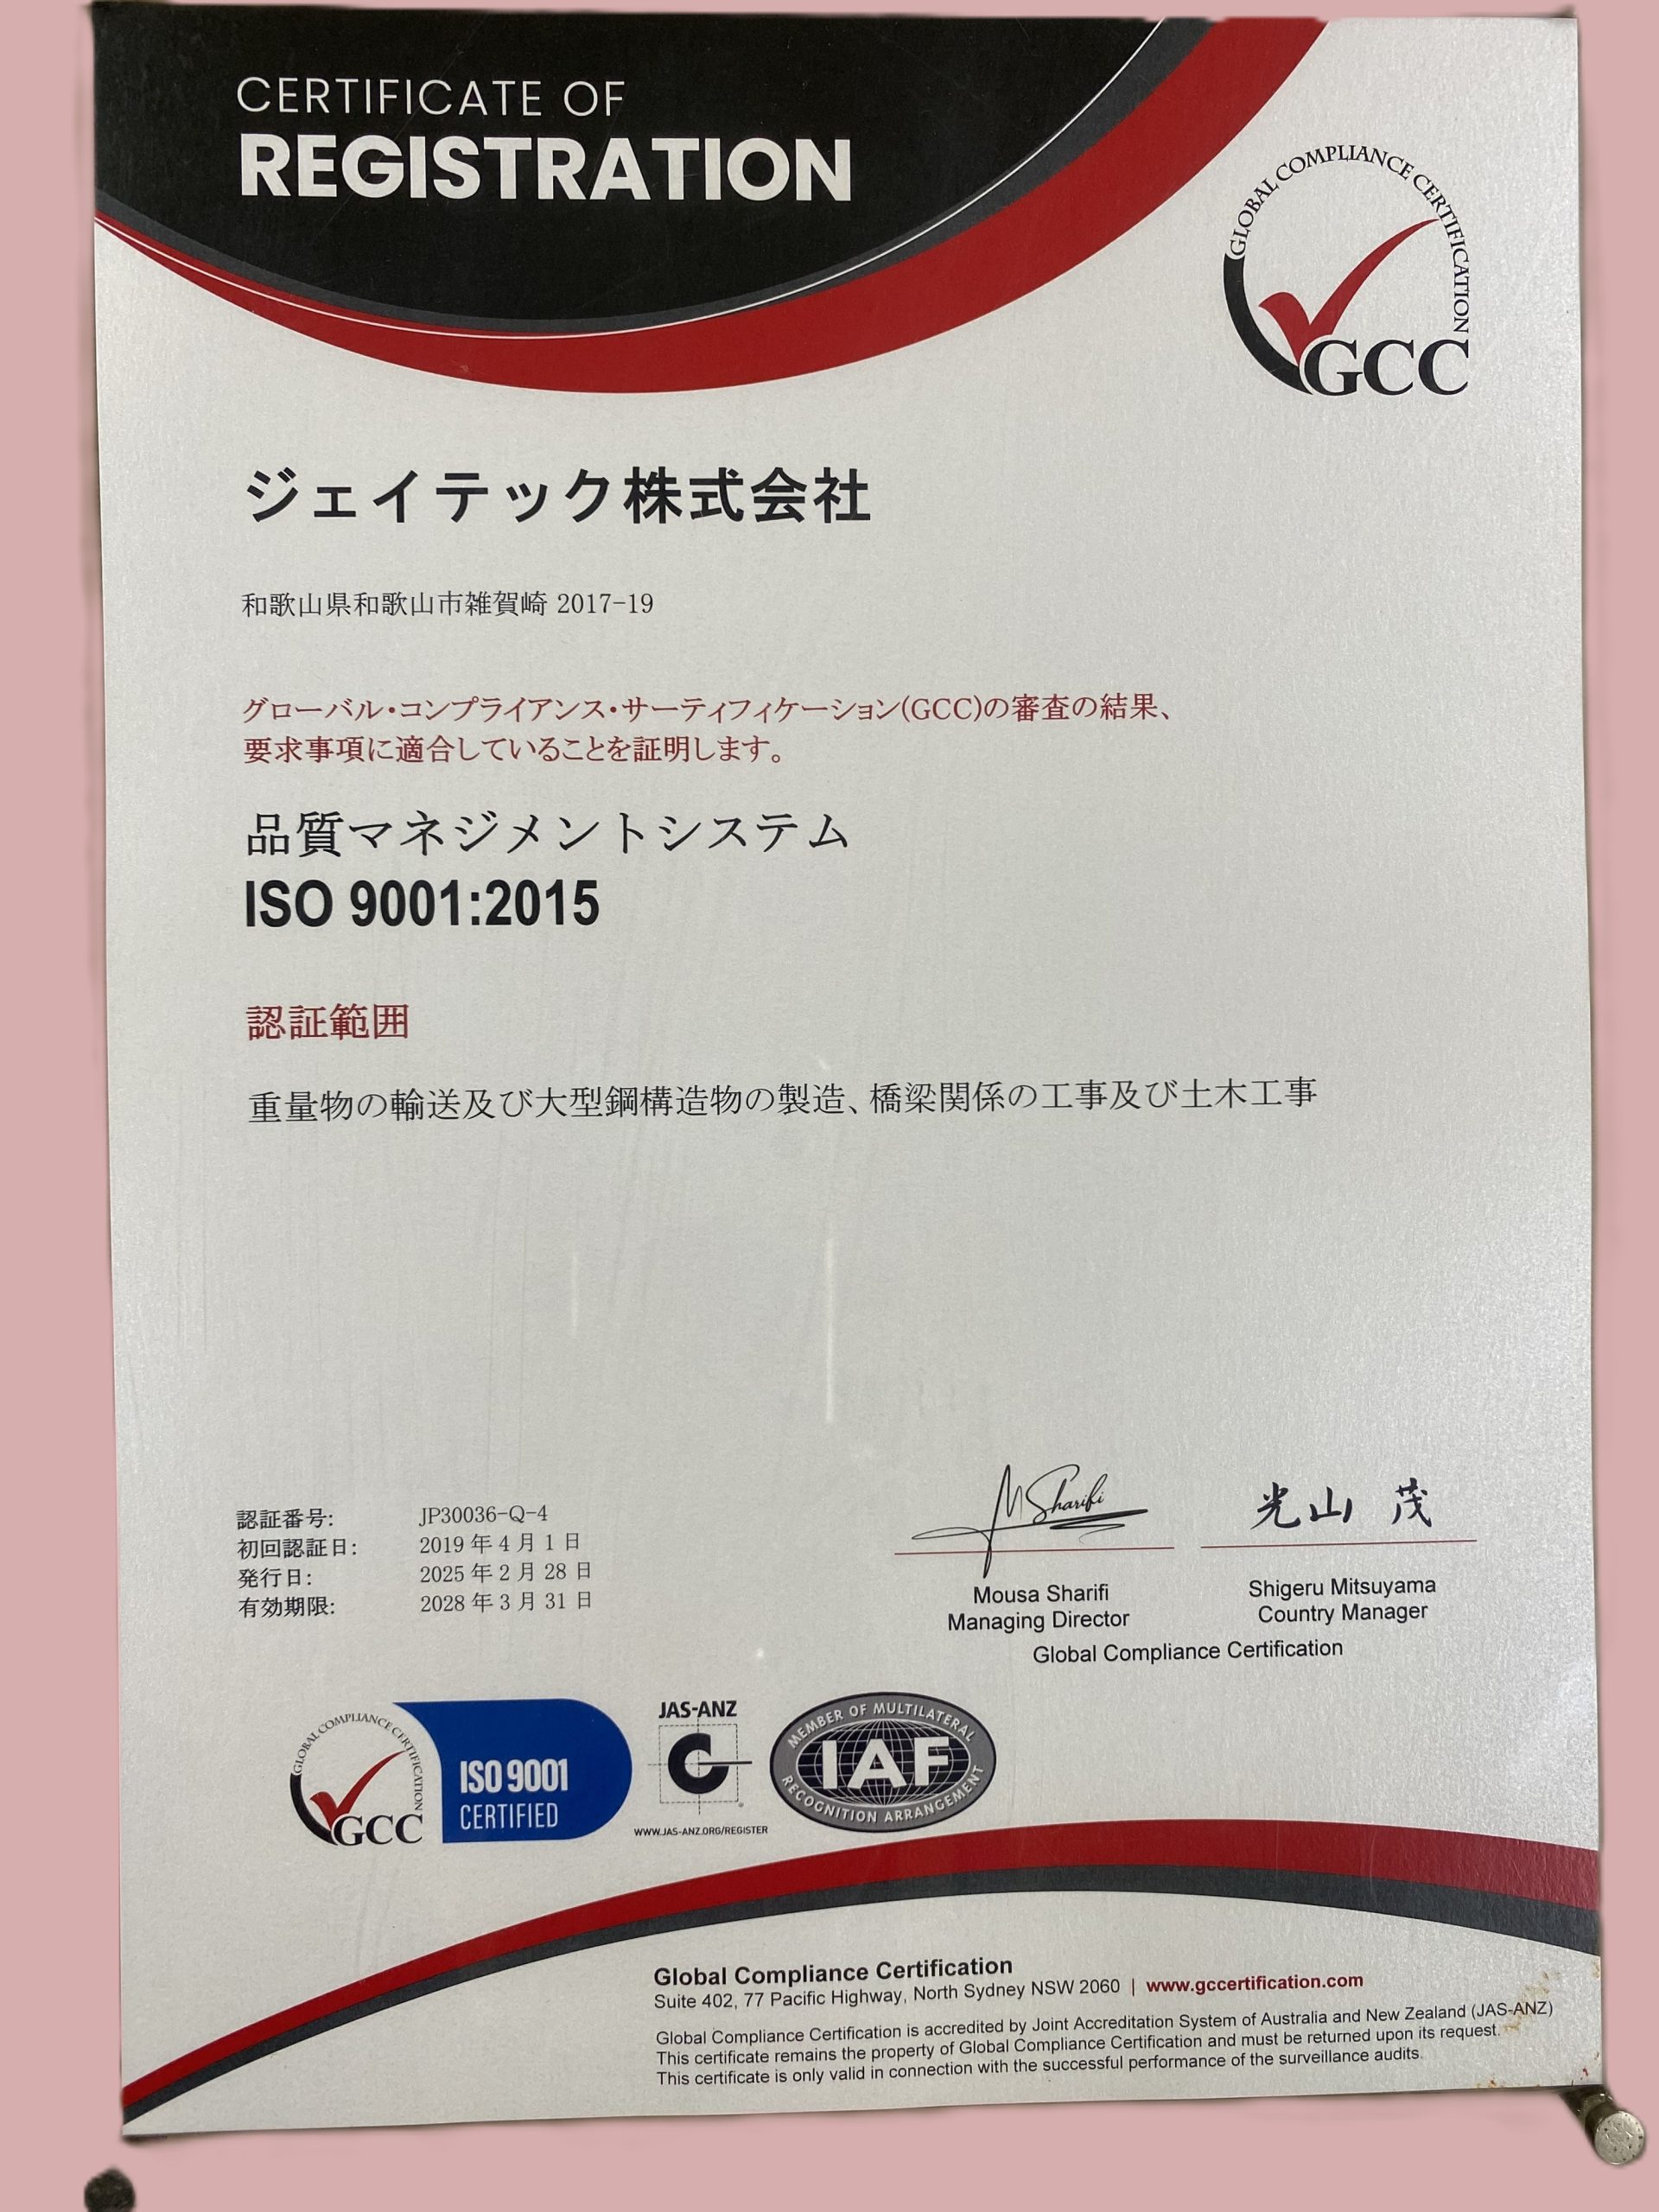 CERTIFICATE OF
REGISTRATION
GLOBAL COMPLIANCE CERTIFICATION
GCC
ジェイテック株式会社
和歌山県和歌山市雑賀崎 2017-19
グローバル・コンプライアンス・サーティフィケーション(GCC)の審査の結果、
要求事項に適合していることを証明します。
品質マネジメントシステム
ISO 9001:2015
認証範囲
重量物の輸送及び大型鋼構造物の製造、橋梁関係の工事及び土木工事
認証番号: JP30036-Q-4
初回認証日: 2019 年 4 月 1 日
発行日: 2025 年 2 月 28 日
有効期限: 2028 年 3 月 31 日
MSharifi
光山 茂
Mousa Sharifi
Managing Director
Shigeru Mitsuyama
Country Manager
Global Compliance Certification
GLOBAL COMPLIANCE CERTIFICATION
GCC
ISO 9001
CERTIFIED
JAS-ANZ
WWW.JAS-ANZ.ORG/REGISTER
MEMBER OF MULTILATERAL
IAF
RECOGNITION ARRANGEMENT
Global Compliance Certification
Suite 402, 77 Pacific Highway, North Sydney NSW 2060 | www.gccertification.com
Global Compliance Certification is accredited by Joint Accreditation System of Australia and New Zealand (JAS-ANZ)
This certificate remains the property of Global Compliance Certification and must be returned upon its request.
This certificate is only valid in connection with the successful performance of the surveillance audits.